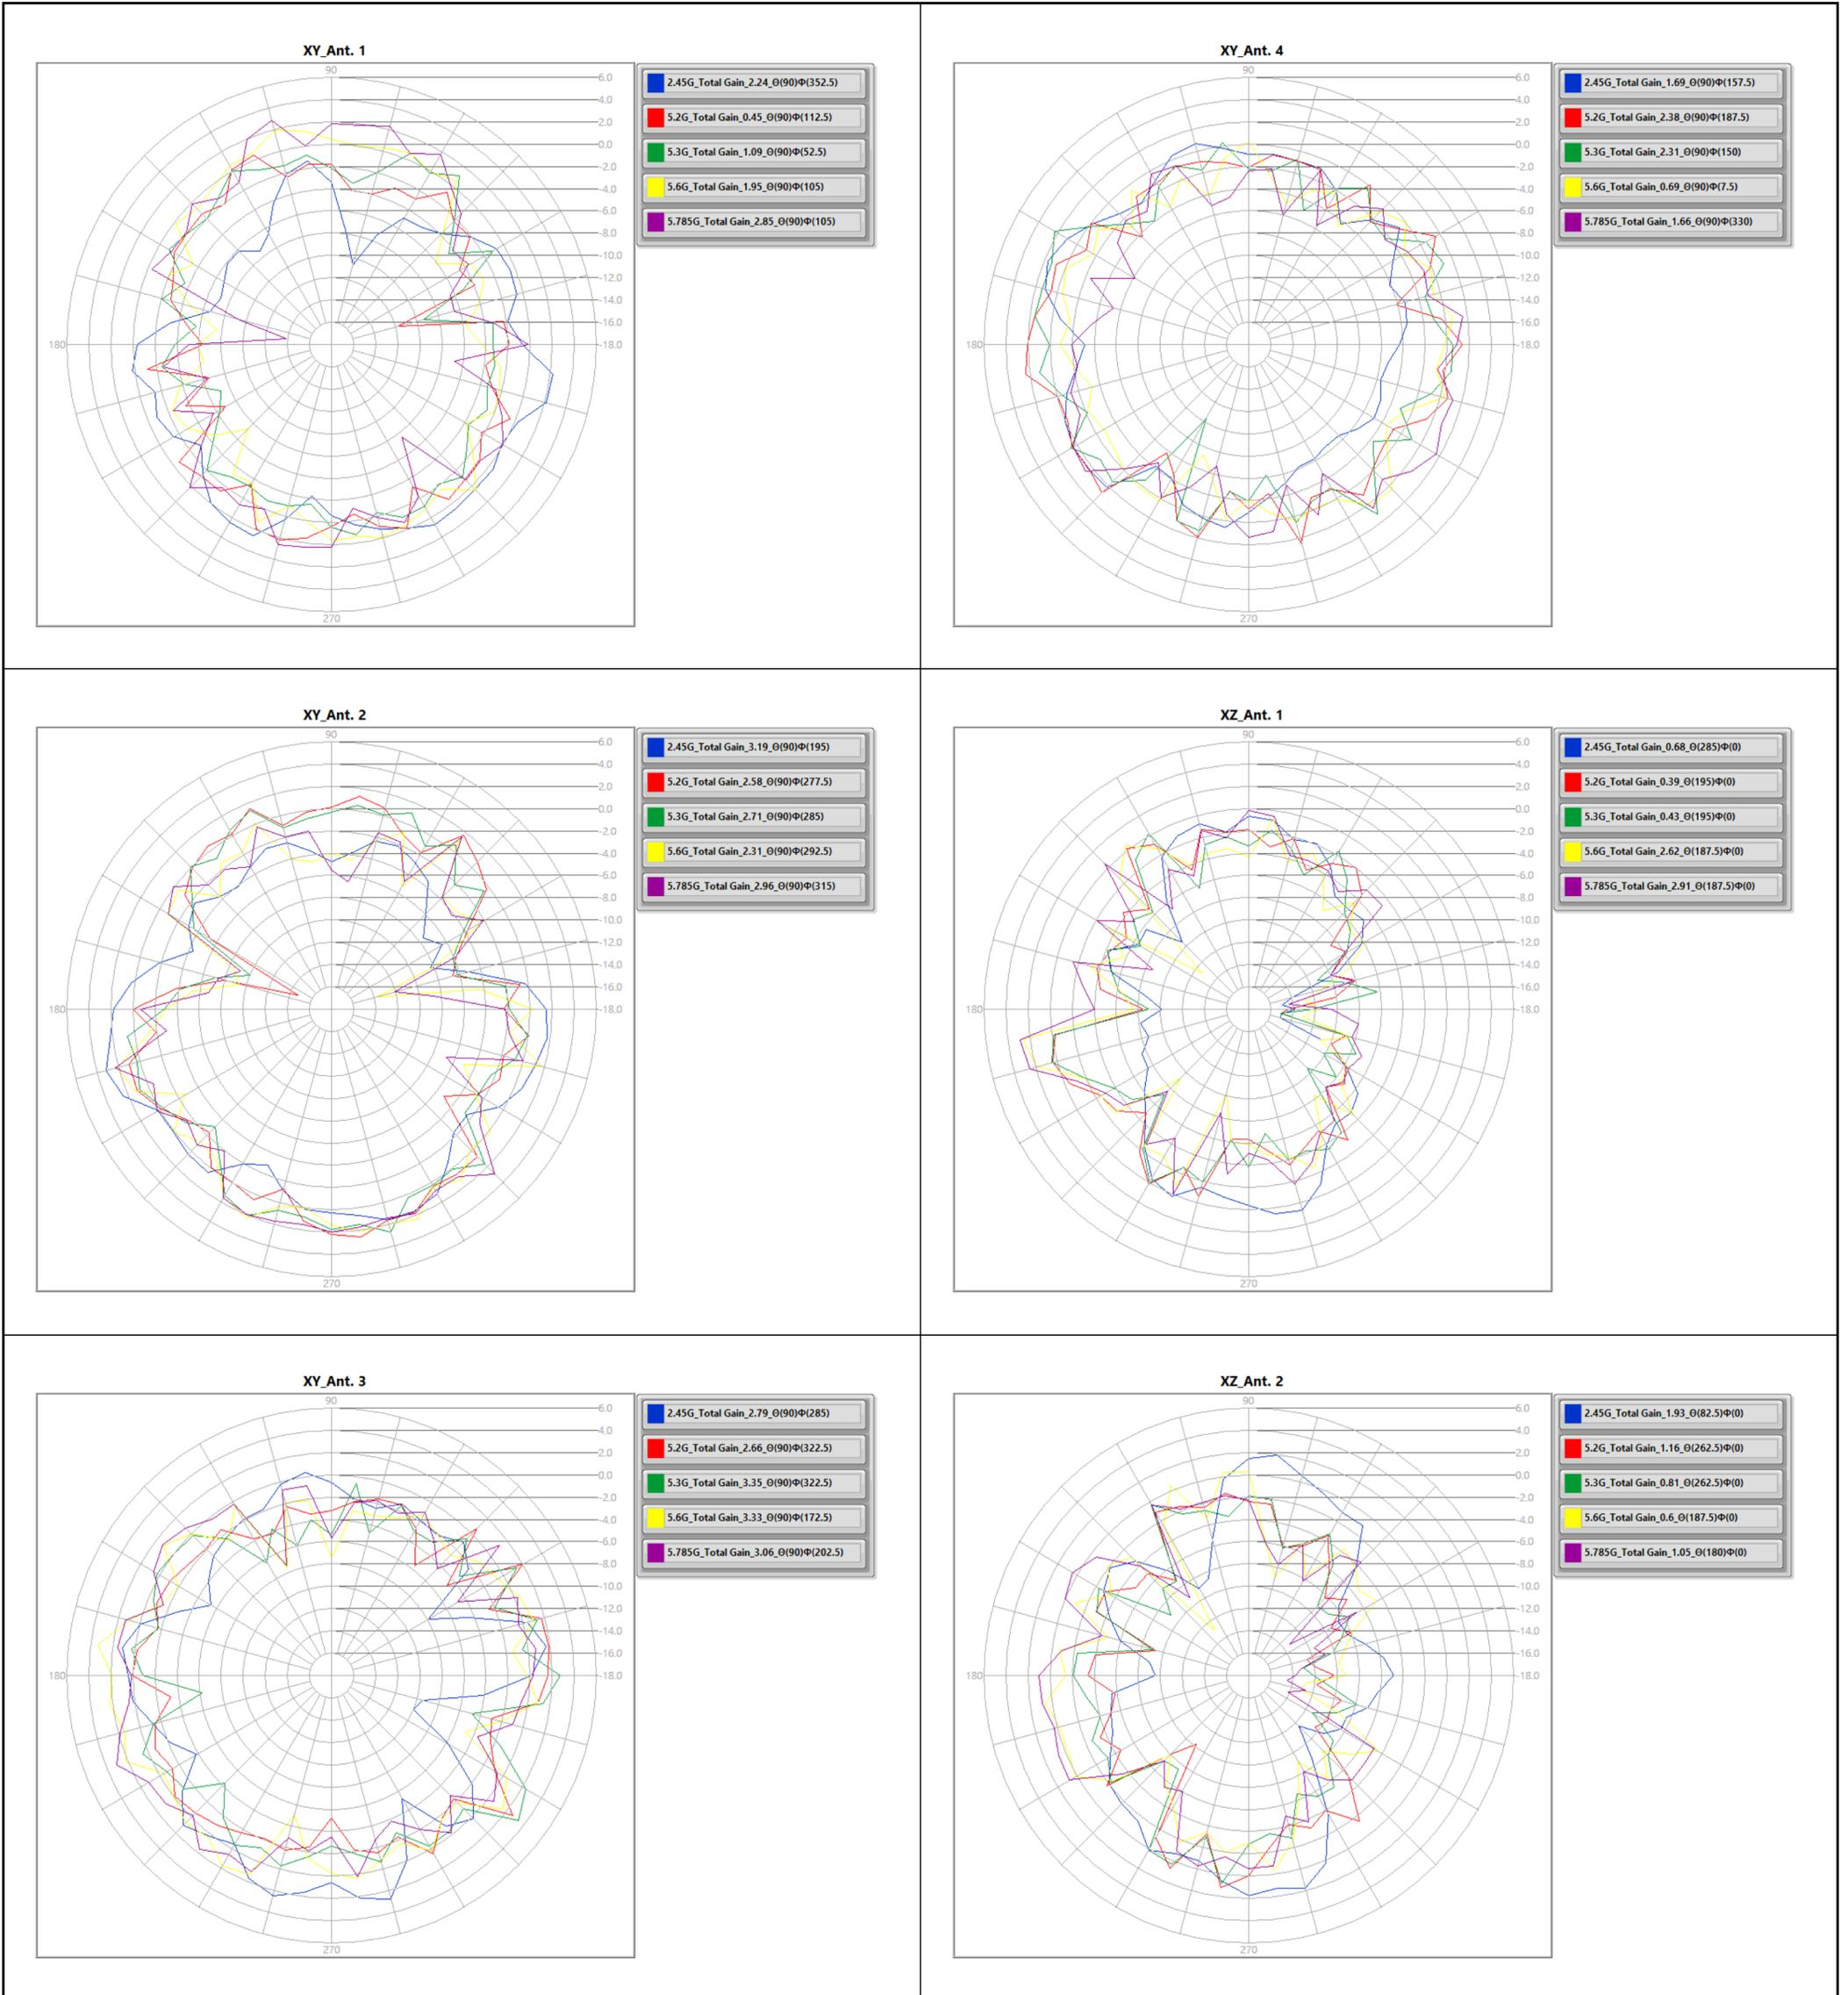 XY_Ant. 1
90
6.0
4.0
2.0
0.0
-2.0
-4.0
-6.0
-8.0
-10.0
-12.0
-14.0
-16.0
180
-18.0
270
2.45G_Total Gain_2.24_Θ(90)Φ(352.5)
5.2G_Total Gain_0.45_Θ(90)Φ(112.5)
5.3G_Total Gain_1.09_Θ(90)Φ(52.5)
5.6G_Total Gain_1.95_Θ(90)Φ(105)
5.785G_Total Gain_2.85_Θ(90)Φ(105)
XY_Ant. 4
90
6.0
4.0
2.0
0.0
-2.0
-4.0
-6.0
-8.0
-10.0
-12.0
-14.0
-16.0
180
-18.0
270
2.45G_Total Gain_1.69_Θ(90)Φ(157.5)
5.2G_Total Gain_2.38_Θ(90)Φ(187.5)
5.3G_Total Gain_2.31_Θ(90)Φ(150)
5.6G_Total Gain_0.69_Θ(90)Φ(7.5)
5.785G_Total Gain_1.66_Θ(90)Φ(330)
XY_Ant. 2
90
6.0
4.0
2.0
0.0
-2.0
-4.0
-6.0
-8.0
-10.0
-12.0
-14.0
-16.0
180
-18.0
270
2.45G_Total Gain_3.19_Θ(90)Φ(195)
5.2G_Total Gain_2.58_Θ(90)Φ(277.5)
5.3G_Total Gain_2.71_Θ(90)Φ(285)
5.6G_Total Gain_2.31_Θ(90)Φ(292.5)
5.785G_Total Gain_2.96_Θ(90)Φ(315)
XZ_Ant. 1
90
6.0
4.0
2.0
0.0
-2.0
-4.0
-6.0
-8.0
-10.0
-12.0
-14.0
-16.0
180
-18.0
270
2.45G_Total Gain_0.68_Θ(285)Φ(0)
5.2G_Total Gain_0.39_Θ(195)Φ(0)
5.3G_Total Gain_0.43_Θ(195)Φ(0)
5.6G_Total Gain_2.62_Θ(187.5)Φ(0)
5.785G_Total Gain_2.91_Θ(187.5)Φ(0)
XY_Ant. 3
90
6.0
4.0
2.0
0.0
-2.0
-4.0
-6.0
-8.0
-10.0
-12.0
-14.0
-16.0
180
-18.0
270
2.45G_Total Gain_2.79_Θ(90)Φ(285)
5.2G_Total Gain_2.66_Θ(90)Φ(322.5)
5.3G_Total Gain_3.35_Θ(90)Φ(322.5)
5.6G_Total Gain_3.33_Θ(90)Φ(172.5)
5.785G_Total Gain_3.06_Θ(90)Φ(202.5)
XZ_Ant. 2
90
6.0
4.0
2.0
0.0
-2.0
-4.0
-6.0
-8.0
-10.0
-12.0
-14.0
-16.0
180
-18.0
270
2.45G_Total Gain_1.93_Θ(82.5)Φ(0)
5.2G_Total Gain_1.16_Θ(262.5)Φ(0)
5.3G_Total Gain_0.81_Θ(262.5)Φ(0)
5.6G_Total Gain_0.6_Θ(187.5)Φ(0)
5.785G_Total Gain_1.05_Θ(180)Φ(0)